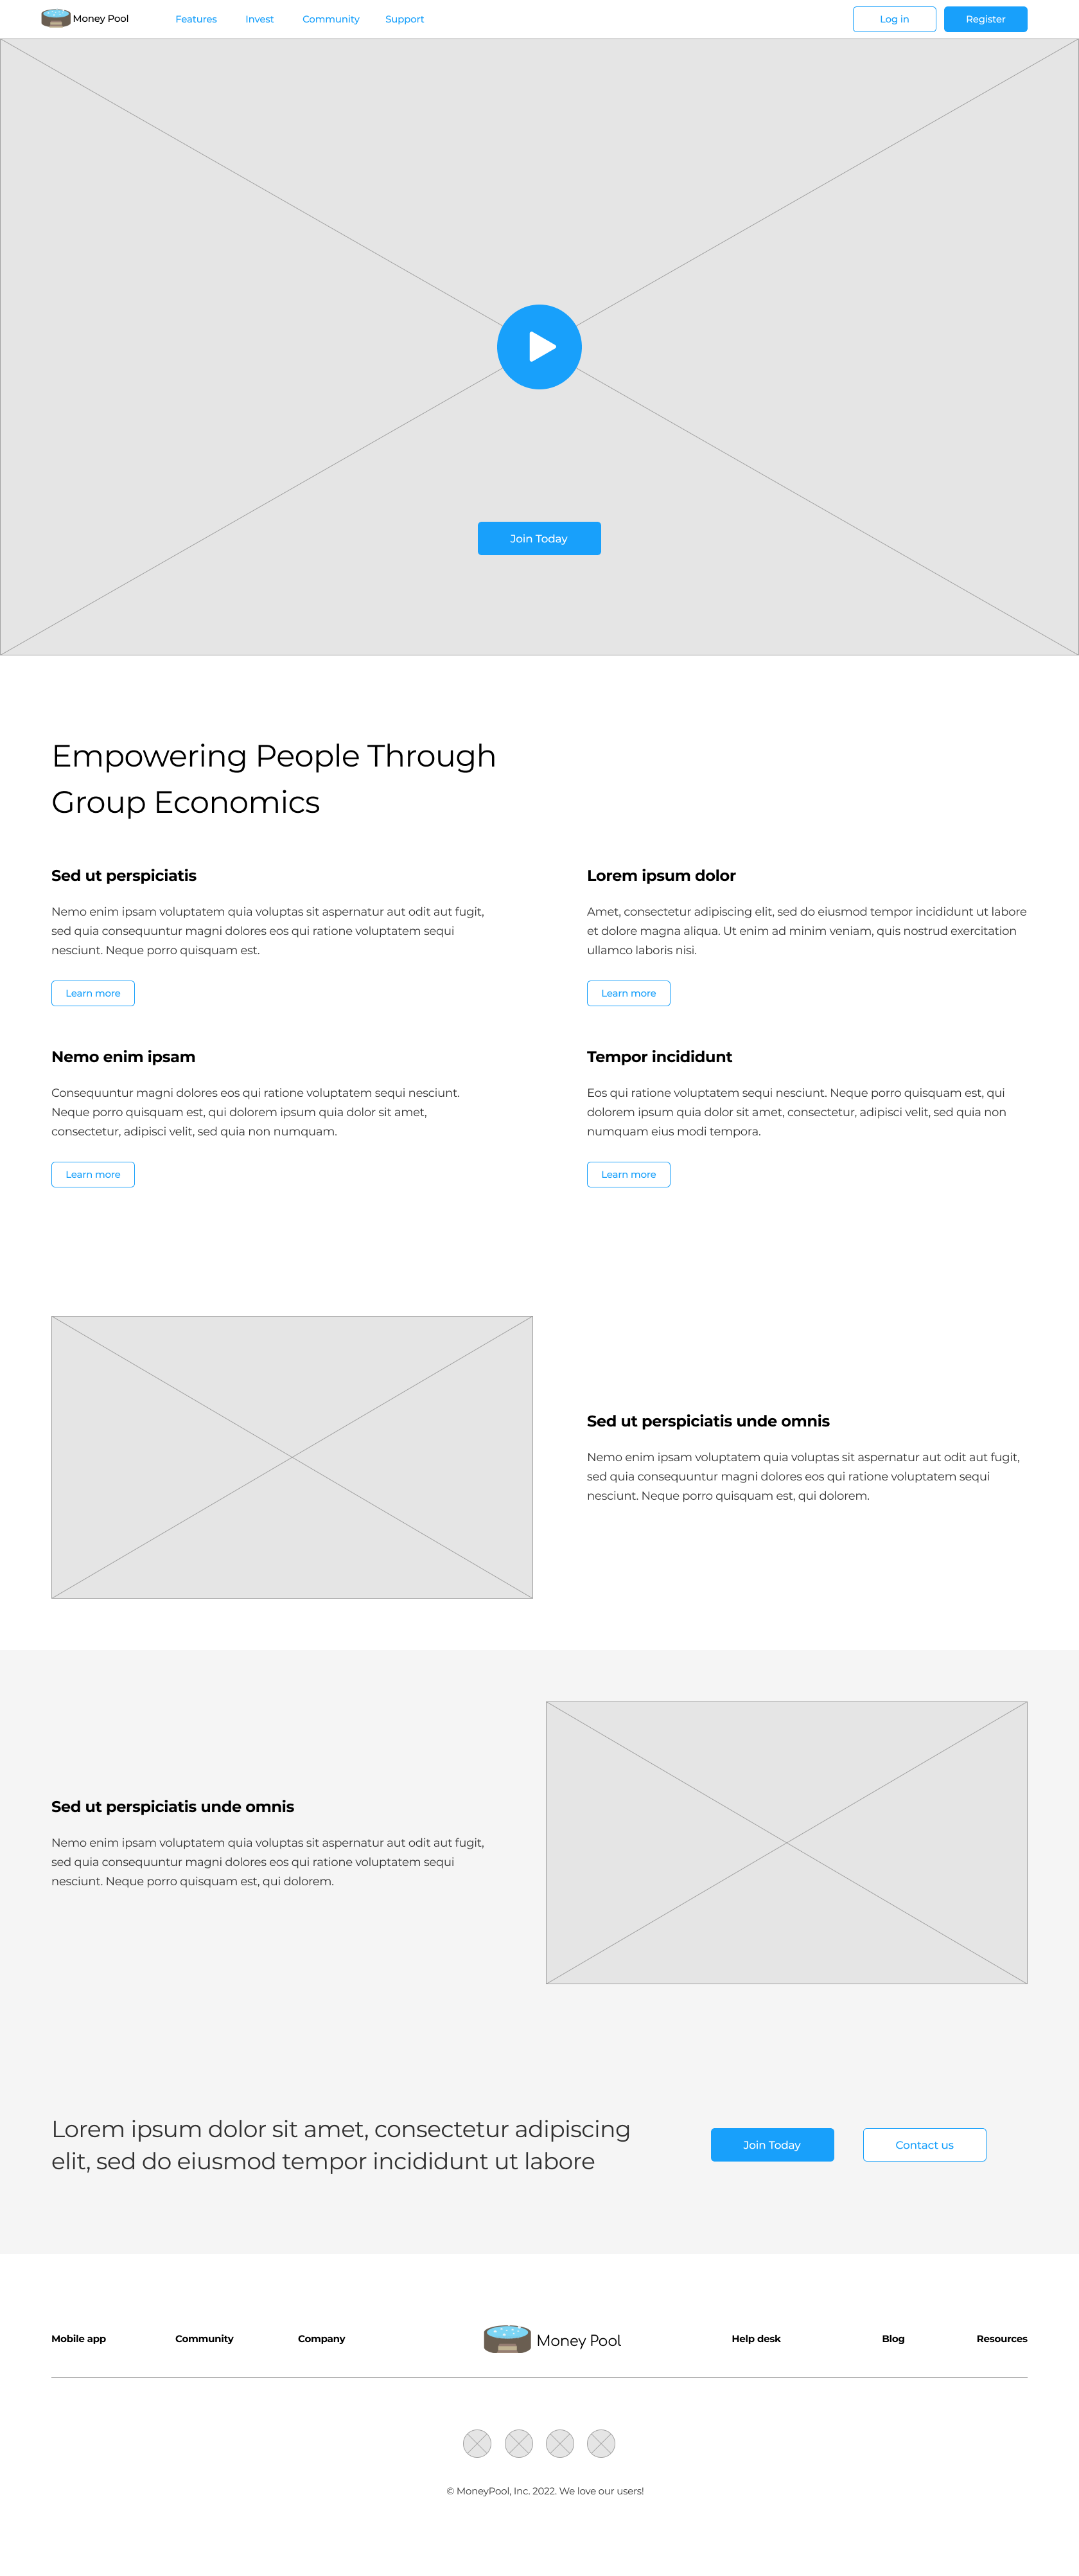 Money Pool
Features
Invest
Community
Support
Log in
Register
Join Today
Empowering People Through
Group Economics
Sed ut perspiciatis
Nemo enim ipsam voluptatem quia voluptas sit aspernatur aut odit aut fugit,
sed quia consequuntur magni dolores eos qui ratione voluptatem sequi
nesciunt. Neque porro quisquam est.
Learn more
Lorem ipsum dolor
Amet, consectetur adipiscing elit, sed do eiusmod tempor incididunt ut labore
et dolore magna aliqua. Ut enim ad minim veniam, quis nostrud exercitation
ullamco laboris nisi.
Learn more
Nemo enim ipsam
Consequuntur magni dolores eos qui ratione voluptatem sequi nesciunt.
Neque porro quisquam est, qui dolorem ipsum quia dolor sit amet,
consectetur, adipisci velit, sed quia non numquam.
Learn more
Tempor incididunt
Eos qui ratione voluptatem sequi nesciunt. Neque porro quisquam est, qui
dolorem ipsum quia dolor sit amet, consectetur, adipisci velit, sed quia non
numquam eius modi tempora.
Learn more
Sed ut perspiciatis unde omnis
Nemo enim ipsam voluptatem quia voluptas sit aspernatur aut odit aut fugit,
sed quia consequuntur magni dolores eos qui ratione voluptatem sequi
nesciunt. Neque porro quisquam est, qui dolorem.
Sed ut perspiciatis unde omnis
Nemo enim ipsam voluptatem quia voluptas sit aspernatur aut odit aut fugit,
sed quia consequuntur magni dolores eos qui ratione voluptatem sequi
nesciunt. Neque porro quisquam est, qui dolorem.
Lorem ipsum dolor sit amet, consectetur adipiscing
elit, sed do eiusmod tempor incididunt ut labore
Join Today
Contact us
Mobile app
Community
Company
Money Pool
Help desk
Blog
Resources
© MoneyPool, Inc. 2022. We love our users!